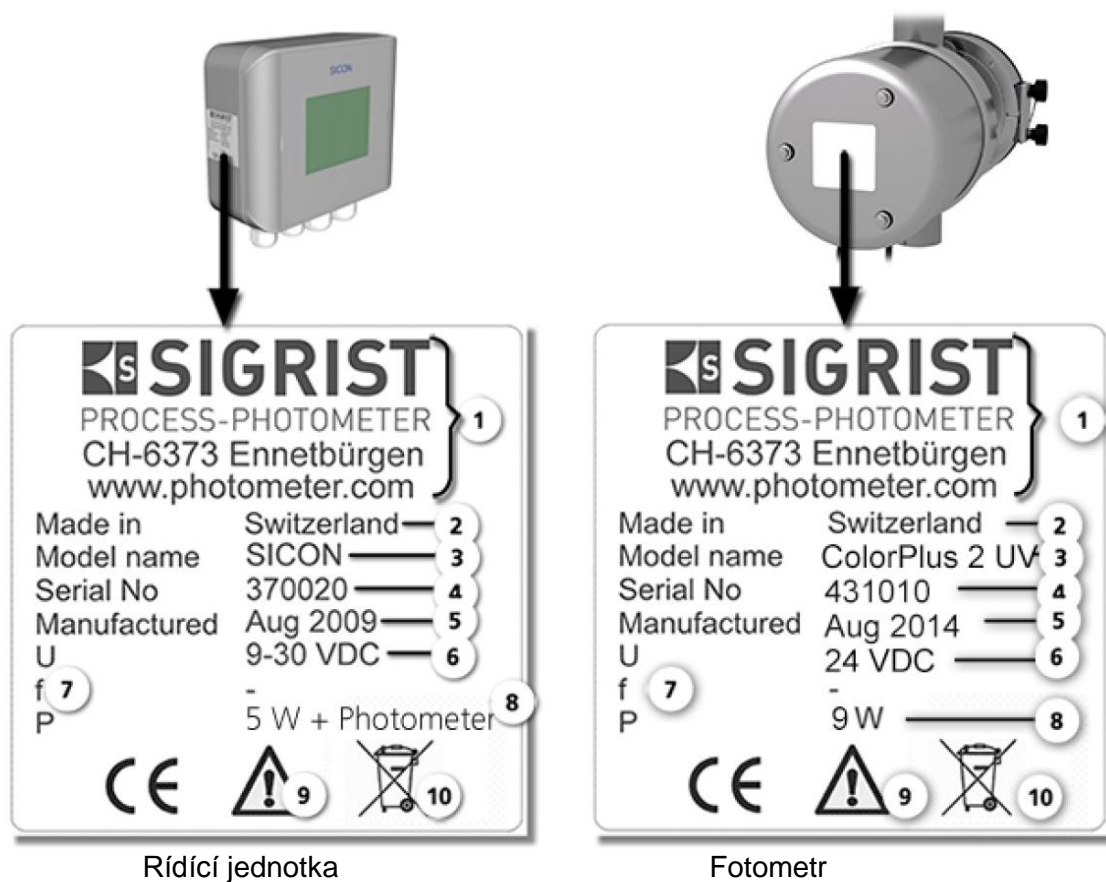 SICON
SIGRIST
PROCESS-PHOTOMETER
CH-6373 Ennetbürgen
www.photometer.com
1
Made in Switzerland 2
Model name SICON 3
Serial No 370020 4
Manufactured Aug 2009 5
U 9-30 VDC 6
f 7 -
P 5 W + Photometer 8
CE 9 10
Rídící jednotka
S SIGRIST
PROCESS-PHOTOMETER
CH-6373 Ennetbürgen
www.photometer.com
1
Made in Switzerland 2
Model name ColorPlus 2 UV 3
Serial No 431010 4
Manufactured Aug 2014 5
U 24 VDC 6
f 7 -
P 9 W 8
CE 9 10
Fotometr